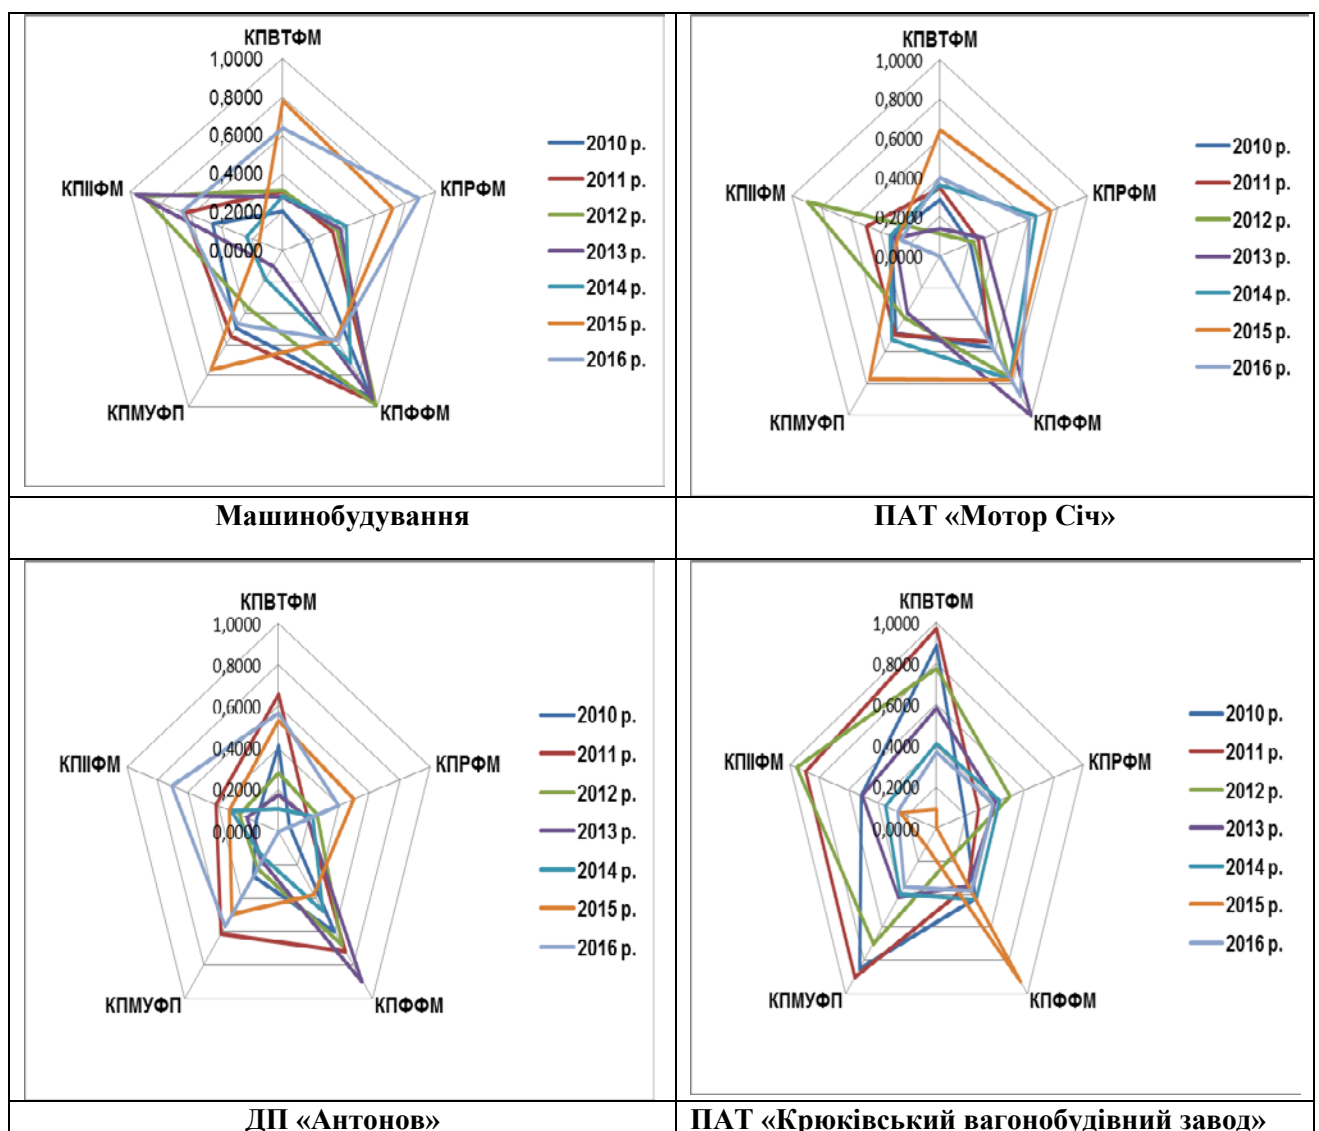 КПВТФМ
1,0000
0,8000
0,6000
0,4000
0,2000
0,0000
КПРФМ
КПФФМ
КПМУФП
КПІІФМ
2010 р.
2011 р.
2012 р.
2013 р.
2014 р.
2015 р.
2016 р.
КПВТФМ
1,0000
0,8000
0,6000
0,4000
0,2000
0,0000
КПРФМ
КПФФМ
КПМУФП
КПІІФМ
2010 р.
2011 р.
2012 р.
2013 р.
2014 р.
2015 р.
2016 р.
Машинобудування
ПАТ «Мотор Січ»
КПВТФМ
1,0000
0,8000
0,6000
0,4000
0,2000
0,0000
КПРФМ
КПФФМ
КПМУФП
КПІІФМ
2010 р.
2011 р.
2012 р.
2013 р.
2014 р.
2015 р.
2016 р.
КПВТФМ
1,0000
0,8000
0,6000
0,4000
0,2000
0,0000
КПРФМ
КПФФМ
КПМУФП
КПІІФМ
2010 р.
2011 р.
2012 р.
2013 р.
2014 р.
2015 р.
2016 р.
ДП «Антонов»
ПАТ «Крюківський вагонобудівний завод»